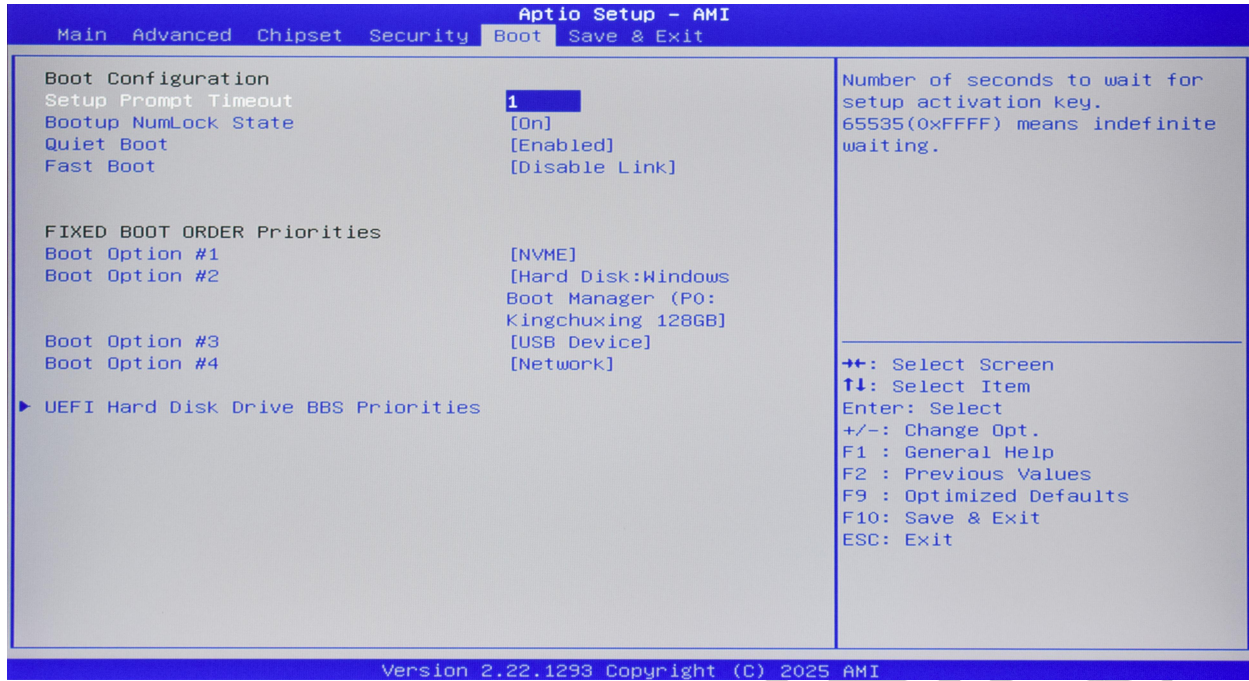 Aptio Setup – AMI
Main Advanced Chipset Security Boot Save & Exit
Boot Configuration
Setup Prompt Timeout 1
Bootup NumLock State [On]
Quiet Boot [Enabled]
Fast Boot [Disable Link]
FIXED BOOT ORDER Priorities
Boot Option #1 [NVME]
Boot Option #2 [Hard Disk:Windows
Boot Manager (P0:
Kingchuxing 128GB]
Boot Option #3 [USB Device]
Boot Option #4 [Network]
▶ UEFI Hard Disk Drive BBS Priorities
Number of seconds to wait for
setup activation key.
65535(0xFFFF) means indefinite
waiting.
→←: Select Screen
↑↓: Select Item
Enter: Select
+/-: Change Opt.
F1 : General Help
F2 : Previous Values
F9 : Optimized Defaults
F10: Save & Exit
ESC: Exit
Version 2.22.1293 Copyright (C) 2025 AMI